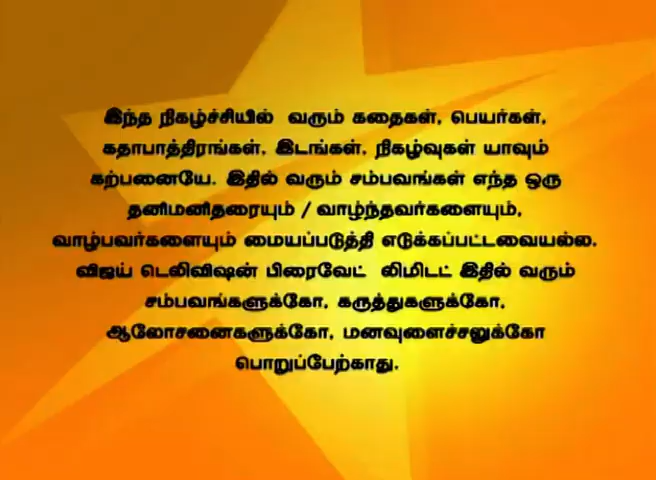 இந்த நிகழ்ச்சியில் வரும் கதைகள், பெயர்கள்,
கதாபாத்திரங்கள், இடங்கள், நிகழ்வுகள் யாவும்
கற்பனையே. இதில் வரும் சம்பவங்கள் எந்த ஒரு
தனிமனிதரையும் / வாழ்ந்தவர்களையும்,
வாழ்பவர்களையும் மையப்படுத்தி எடுக்கப்பட்டவையல்ல.
விஜய் டெலிவிஷன் பிரைவேட் லிமிடட் இதில் வரும்
சம்பவங்களுக்கோ, கருத்துகளுக்கோ,
ஆலோசனைகளுக்கோ, மனவுளைச்சலுக்கோ
பொறுப்பேற்காது.